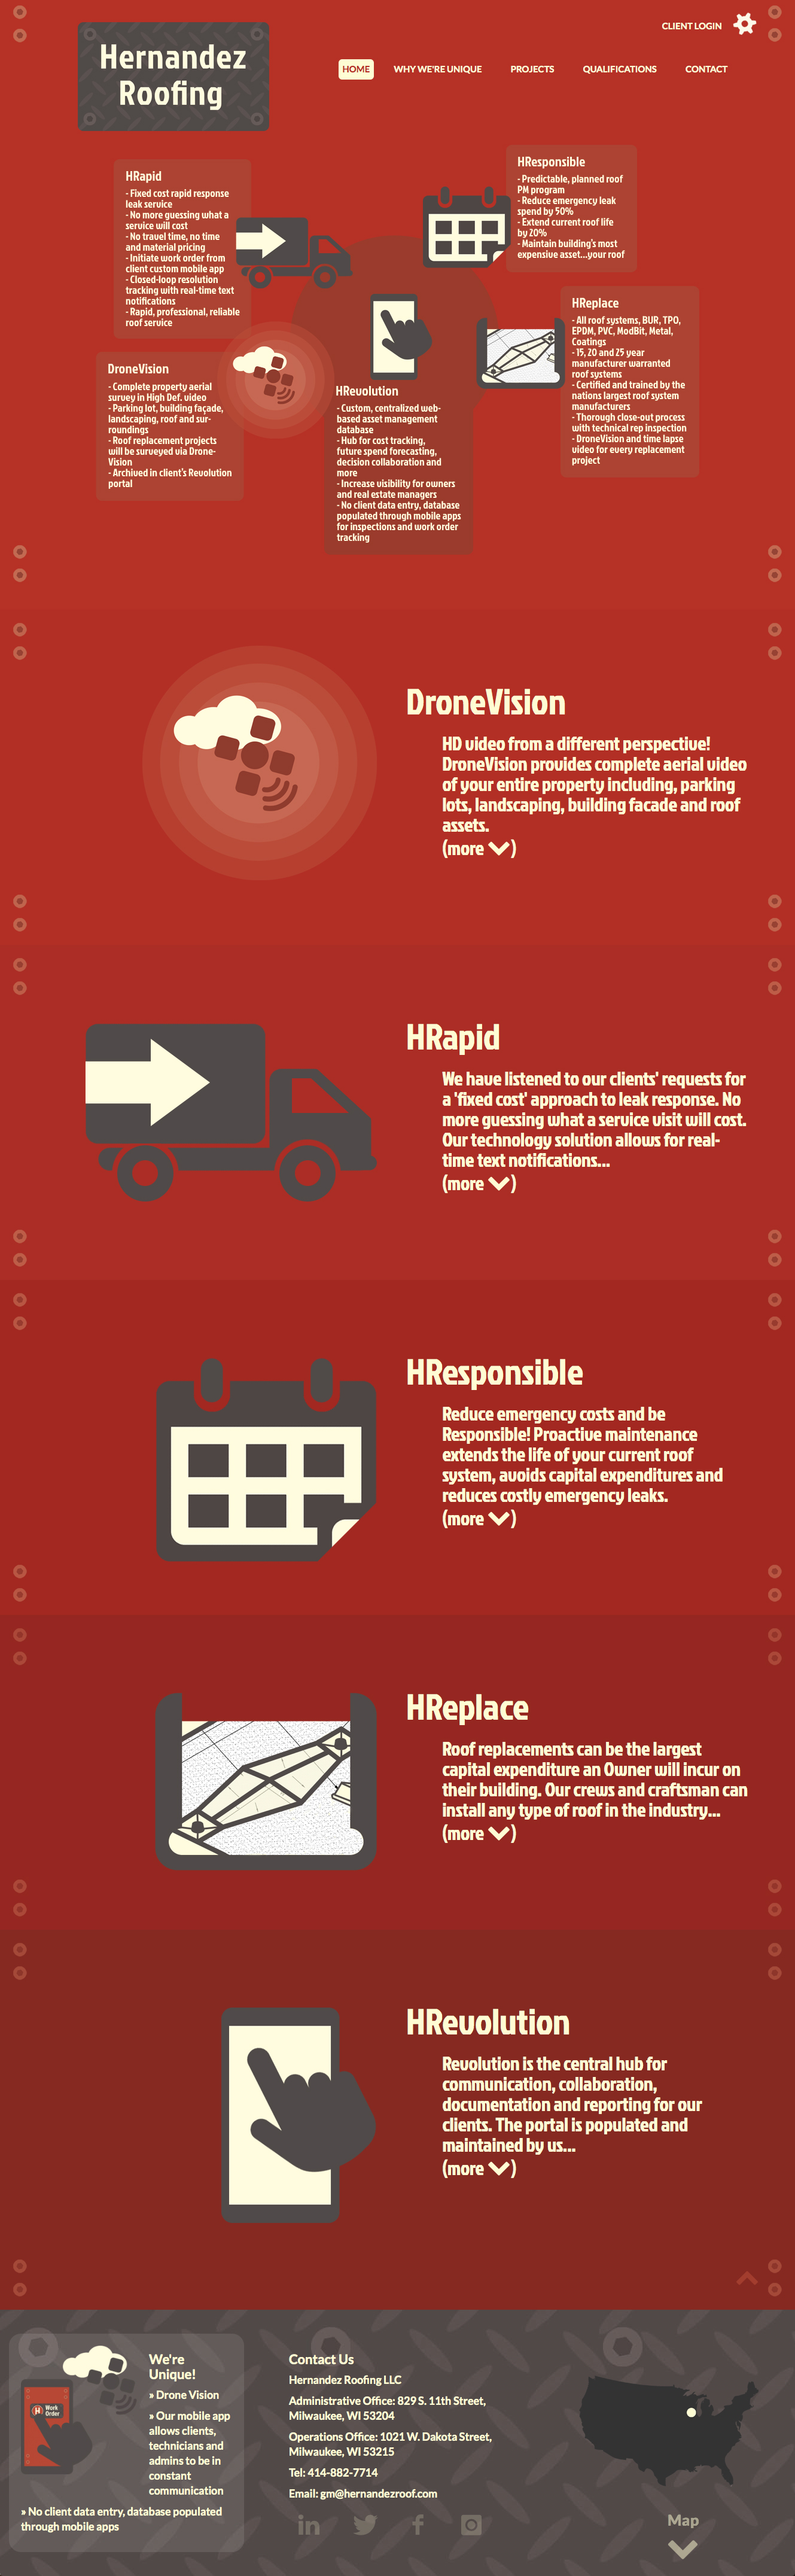 CLIENT LOGIN
Hernandez
Roofing
HOME
WHY WE'RE UNIQUE
PROJECTS
QUALIFICATIONS
CONTACT
HRapid
- Fixed cost rapid response
leak service
- No more guessing what a
service will cost
- No travel time, no time
and material pricing
- Initiate work order from
client custom mobile app
- Closed-loop resolution
tracking with real-time text
notifications
- Rapid, professional, reliable
roof service
HResponsible
- Predictable, planned roof
PM program
- Reduce emergency leak
spend by 50%
- Extend current roof life
by 20%
- Maintain building's most
expensive asset...your roof
HReplace
- All roof systems, BUR, TPO,
EPDM, PVC, ModBit, Metal,
Coatings
- 15, 20 and 25 year
manufacturer warranted
roof systems
- Certified and trained by the
nations largest roof system
manufacturers
- Thorough close-out process
with technical rep inspection
- DroneVision and time lapse
video for every replacement
project
DroneVision
- Complete property aerial
survey in High Def. video
- Parking lot, building façade,
landscaping, roof and sur-
roundings
- Roof replacement projects
will be surveyed via Drone-
Vision
- Archived in client's Revolution
portal
HRevolution
- Custom, centralized web-
based asset management
database
- Hub for cost tracking,
future spend forecasting,
decision collaboration and
more
- Increase visibility for owners
and real estate managers
- No client data entry, database
populated through mobile apps
for inspections and work order
tracking
DroneVision
HD video from a different perspective!
DroneVision provides complete aerial video
of your entire property including, parking
lots, landscaping, building facade and roof
assets.
(more )
HRapid
We have listened to our clients' requests for
a 'fixed cost' approach to leak response. No
more guessing what a service visit will cost.
Our technology solution allows for real-
time text notifications...
(more )
HResponsible
Reduce emergency costs and be
Responsible! Proactive maintenance
extends the life of your current roof
system, avoids capital expenditures and
reduces costly emergency leaks.
(more )
HReplace
Roof replacements can be the largest
capital expenditure an Owner will incur on
their building. Our crews and craftsman can
install any type of roof in the industry...
(more )
HRevolution
Revolution is the central hub for
communication, collaboration,
documentation and reporting for our
clients. The portal is populated and
maintained by us...
(more )
We're
Unique!
» Drone Vision
» Our mobile app
allows clients,
technicians and
admins to be in
constant
communication
» No client data entry, database populated
through mobile apps
H Work
Order
Contact Us
Hernandez Roofing LLC
Administrative Office: 829 S. 11th Street,
Milwaukee, WI 53204
Operations Office: 1021 W. Dakota Street,
Milwaukee, WI 53215
Tel: 414-882-7714
Email: gm@hernandezroof.com
Map